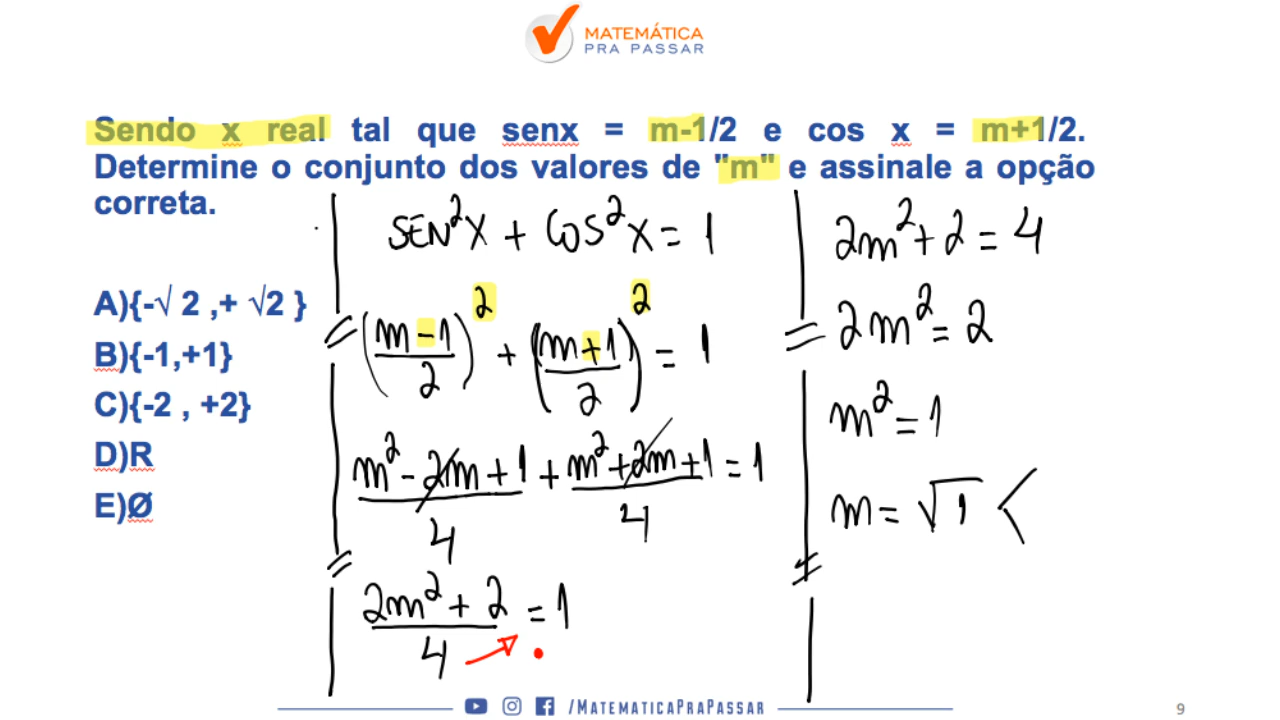 MATEMÁTICA
PRA PASSAR
Sendo x real tal que senx = m-1/2 e cos x = m+1/2.
Determine o conjunto dos valores de "m" e assinale a opção
correta.
A){-√ 2 ,+ √2 }
B){-1,+1}
C){-2 , +2}
D)R
E)Ø
SEN²X + COS²X = 1
(m-1/2)² + (m+1/2)² = 1
m²-2m+1/4 + m²+2m+1/4 = 1
2m²+2/4 = 1
2m²+2=4
2m²=2
m²=1
m=√1 <
/MATEMATICAPRAPASSAR
9